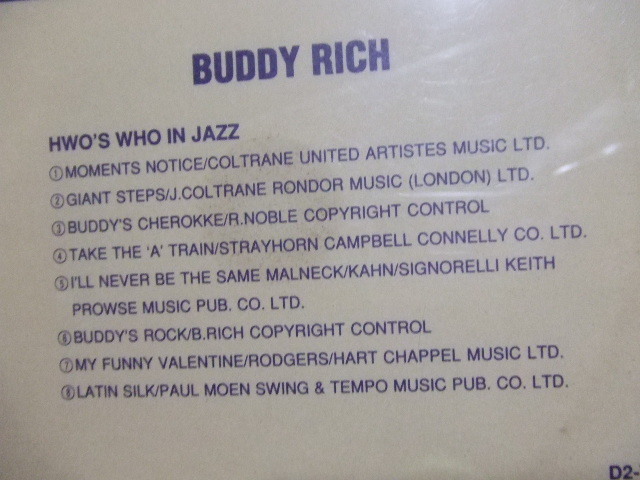 BUDDY RICH
HWO'S WHO IN JAZZ
①MOMENTS NOTICE/COLTRANE UNITED ARTISTES MUSIC LTD.
②GIANT STEPS/J.COLTRANE RONDOR MUSIC (LONDON) LTD.
③BUDDY'S CHEROKKE/R.NOBLE COPYRIGHT CONTROL
④TAKE THE 'A' TRAIN/STRAYHORN CAMPBELL CONNELLY CO. LTD.
⑤I'LL NEVER BE THE SAME MALNECK/KAHN/SIGNORELLI KEITH
PROWSE MUSIC PUB. CO. LTD.
⑥BUDDY'S ROCK/B.RICH COPYRIGHT CONTROL
⑦MY FUNNY VALENTINE/RODGERS/HART CHAPPEL MUSIC LTD.
⑧LATIN SILK/PAUL MOEN SWING & TEMPO MUSIC PUB. CO. LTD.
D2-